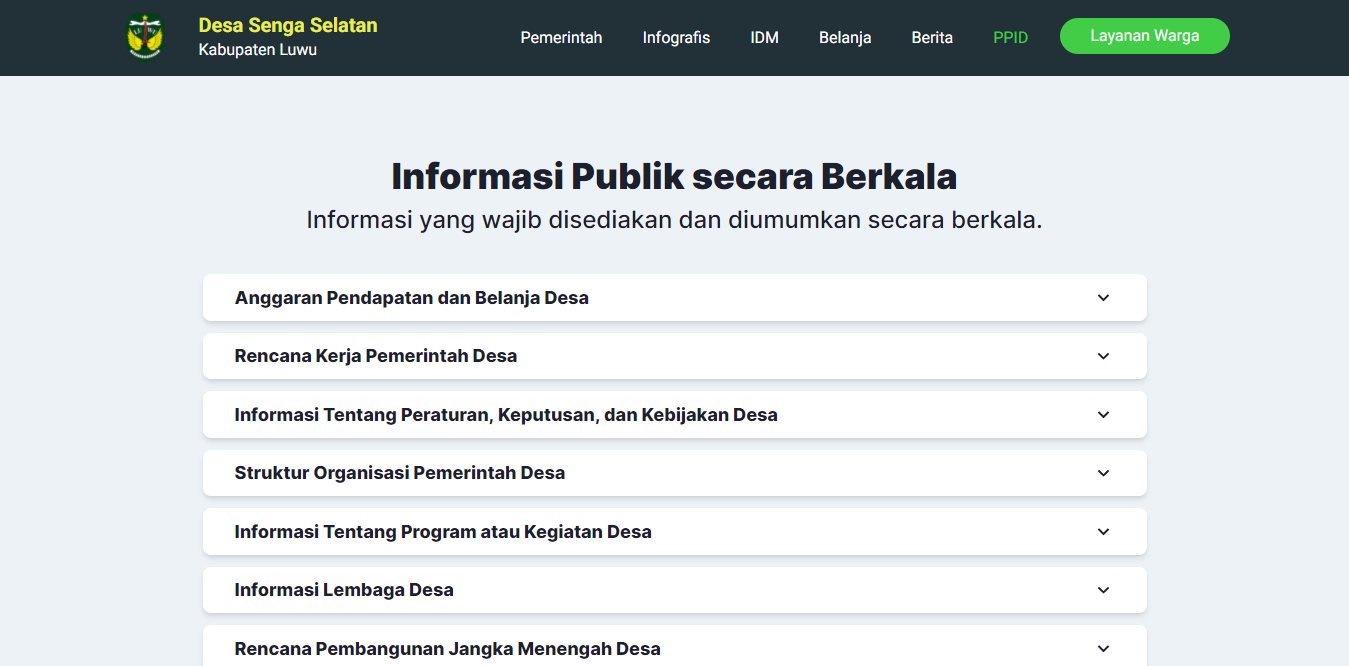 Desa Senga Selatan
Kabupaten Luwu
Pemerintah
Infografis
IDM
Belanja
Berita
PPID
Layanan Warga
Informasi Publik secara Berkala
Informasi yang wajib disediakan dan diumumkan secara berkala.
Anggaran Pendapatan dan Belanja Desa
Rencana Kerja Pemerintah Desa
Informasi Tentang Peraturan, Keputusan, dan Kebijakan Desa
Struktur Organisasi Pemerintah Desa
Informasi Tentang Program atau Kegiatan Desa
Informasi Lembaga Desa
Rencana Pembangunan Jangka Menengah Desa